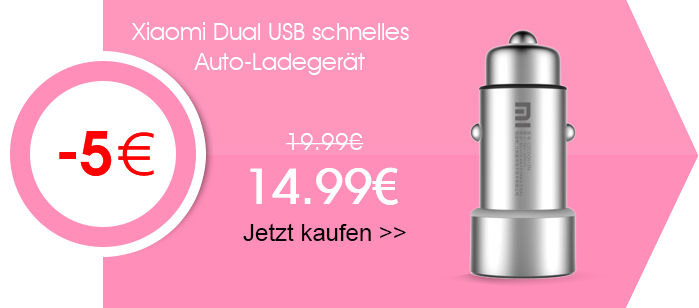 Xiaomi Dual USB schnelles
Auto-Ladegerät
-5€
19.99€
14.99€
Jetzt kaufen >>